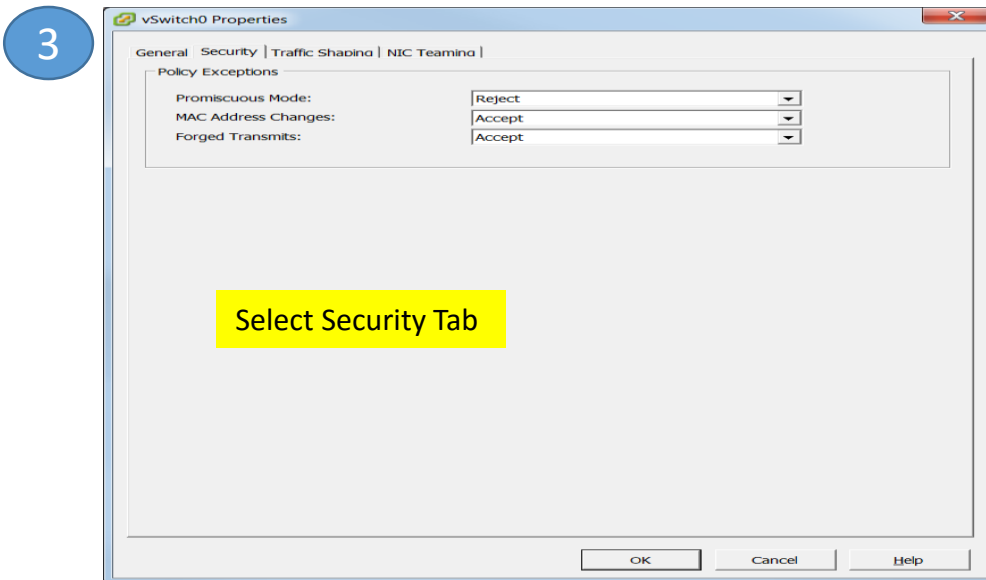 3
vSwitch0 Properties
General Security Traffic Shaping NIC Teaming
Policy Exceptions
Promiscuous Mode: Reject
MAC Address Changes: Accept
Forged Transmits: Accept
Select Security Tab
OK Cancel Help